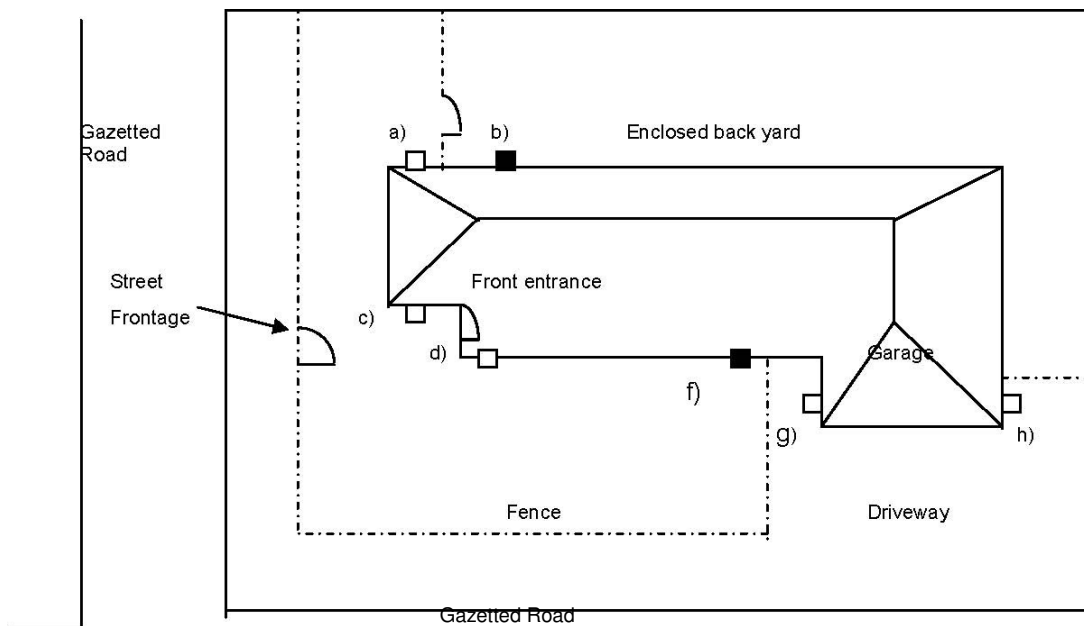 Gazetted
Road
a)
b)
Enclosed back yard
Street
Frontage
Front entrance
c)
d)
Garage
f)
g)
h)
Fence
Driveway
Gazetted Road